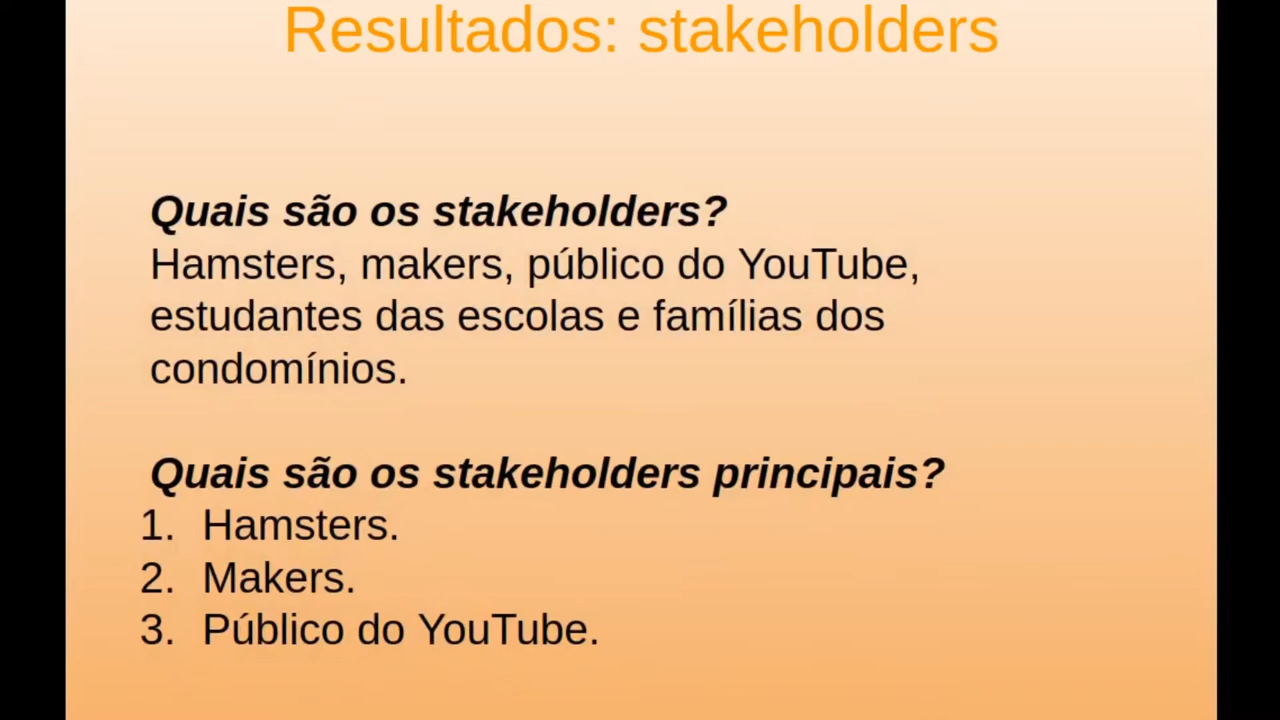 Resultados: stakeholders
Quais são os stakeholders?
Hamsters, makers, público do YouTube,
estudantes das escolas e famílias dos
condomínios.
Quais são os stakeholders principais?
1. Hamsters.
2. Makers.
3. Público do YouTube.